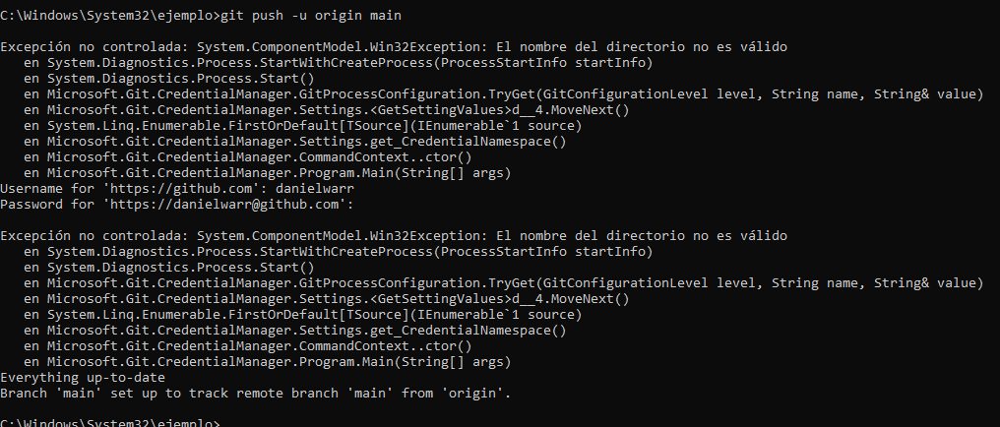 C:\Windows\System32\ejemplo>git push -u origin main
Excepción no controlada: System.ComponentModel.Win32Exception: El nombre del directorio no es válido
   en System.Diagnostics.Process.StartWithCreateProcess(ProcessStartInfo startInfo)
   en System.Diagnostics.Process.Start()
   en Microsoft.Git.CredentialManager.GitProcessConfiguration.TryGet(GitConfigurationLevel level, String name, String& value)
   en Microsoft.Git.CredentialManager.Settings.<GetSettingValues>d__4.MoveNext()
   en System.Linq.Enumerable.FirstOrDefault[TSource](IEnumerable`1 source)
   en Microsoft.Git.CredentialManager.Settings.get_CredentialNamespace()
   en Microsoft.Git.CredentialManager.CommandContext..ctor()
   en Microsoft.Git.CredentialManager.Program.Main(String[] args)
Username for 'https://github.com': danielwarr
Password for 'https://danielwarr@github.com':
Excepción no controlada: System.ComponentModel.Win32Exception: El nombre del directorio no es válido
   en System.Diagnostics.Process.StartWithCreateProcess(ProcessStartInfo startInfo)
   en System.Diagnostics.Process.Start()
   en Microsoft.Git.CredentialManager.GitProcessConfiguration.TryGet(GitConfigurationLevel level, String name, String& value)
   en Microsoft.Git.CredentialManager.Settings.<GetSettingValues>d__4.MoveNext()
   en System.Linq.Enumerable.FirstOrDefault[TSource](IEnumerable`1 source)
   en Microsoft.Git.CredentialManager.Settings.get_CredentialNamespace()
   en Microsoft.Git.CredentialManager.CommandContext..ctor()
   en Microsoft.Git.CredentialManager.Program.Main(String[] args)
Everything up-to-date
Branch 'main' set up to track remote branch 'main' from 'origin'.
C:\Windows\System32\ejemplo>